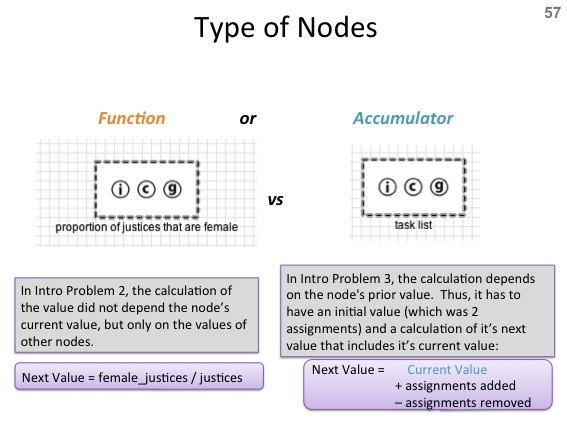 57
Type of Nodes
Function or Accumulator
i c g
proportion of justices that are female
vs
i c g
task list
In Intro Problem 2, the calculation of
the value did not depend the node's
current value, but only on the values of
other nodes.
Next Value = female_justices / justices
In Intro Problem 3, the calculation depends
on the node's prior value. Thus, it has to
have an initial value (which was 2
assignments) and a calculation of it's next
value that includes it's current value:
Next Value = Current Value
+ assignments added
– assignments removed